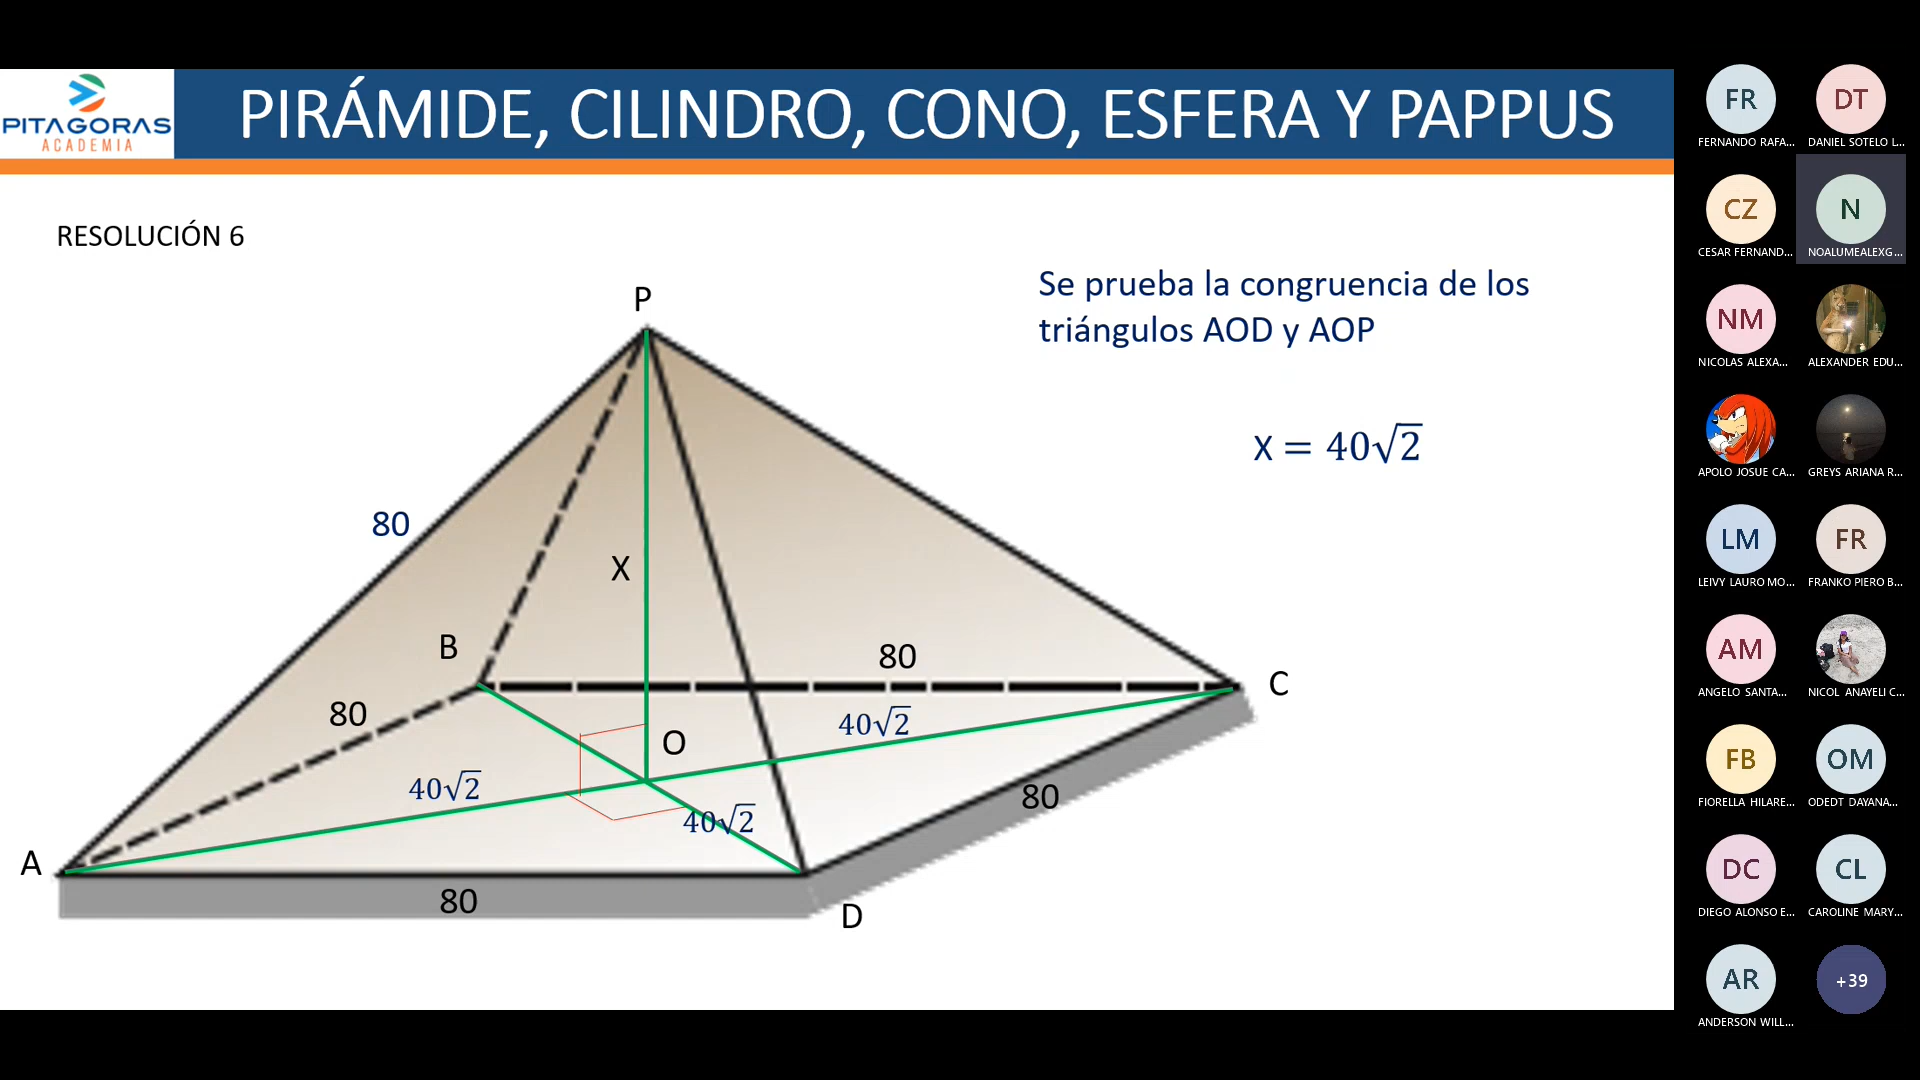 PITAGORAS
ACADEMIA
PIRÁMIDE, CILINDRO, CONO, ESFERA Y PAPPUS
RESOLUCIÓN 6
Se prueba la congruencia de los
triángulos AOD y AOP
X = 40√2
P
80
X
B
80
C
80
40√2
O
40√2
40√2
80
A
80
D
FR
DT
FERNANDO RAFA...
DANIEL SOTELO L...
CZ
N
CESAR FERNAND...
NOALUMEALEXG...
NM
NICOLAS ALEXA...
ALEXANDER EDU...
APOLO JOSUE CA...
GREYS ARIANA R...
LM
FR
LEIVY LAURO MO...
FRANKO PIERO B...
AM
ANGELO SANTA...
NICOL ANAYELI C...
FB
OM
FIORELLA HILARE...
ODEDT DAYANA...
DC
CL
DIEGO ALONSO E...
CAROLINE MARY...
AR
+39
ANDERSON WILL...